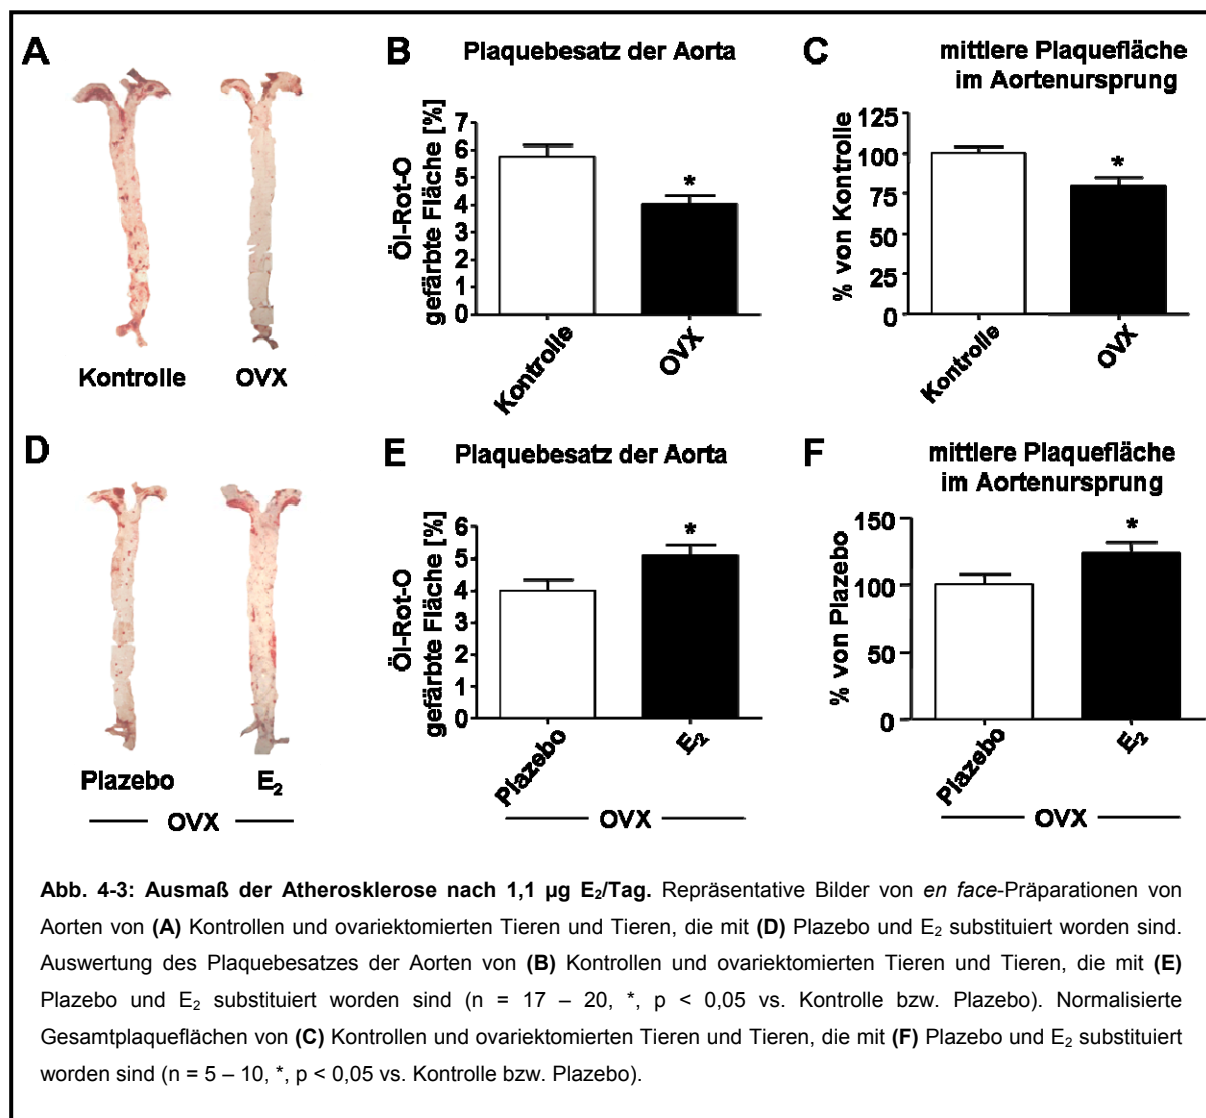 A
Kontrolle
OVX
B
Plaquebesatz der Aorta
Öl-Rot-O
gefärbte Fläche [%]
7
6
5
4
3
2
1
0
*
Kontrolle
OVX
C
mittlere Plaquefläche
im Aortenursprung
% von Kontrolle
125
100
75
50
25
0
*
Kontrolle
OVX
D
Plazebo
E₂
OVX
E
Plaquebesatz der Aorta
Öl-Rot-O
gefärbte Fläche [%]
6
5
4
3
2
1
0
*
Plazebo
E₂
OVX
F
mittlere Plaquefläche
im Aortenursprung
% von Plazebo
150
100
50
0
*
Plazebo
E₂
OVX
Abb. 4-3: Ausmaß der Atherosklerose nach 1,1 µg E₂/Tag. Repräsentative Bilder von en face-Präparationen von
Aorten von (A) Kontrollen und ovariektomierten Tieren und Tieren, die mit (D) Plazebo und E₂ substituiert worden sind.
Auswertung des Plaquebesatzes der Aorten von (B) Kontrollen und ovariektomierten Tieren und Tieren, die mit (E)
Plazebo und E₂ substituiert worden sind (n = 17 – 20, *, p < 0,05 vs. Kontrolle bzw. Plazebo). Normalisierte
Gesamtplaqueflächen von (C) Kontrollen und ovariektomierten Tieren und Tieren, die mit (F) Plazebo und E₂ substituiert
worden sind (n = 5 – 10, *, p < 0,05 vs. Kontrolle bzw. Plazebo).